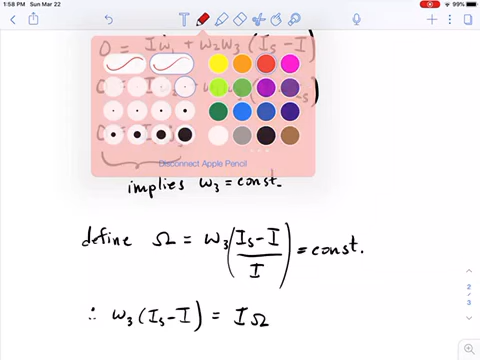 1:58 PM Sun Mar 22
99%
0 = Iω̇₁ + ω₂ω₃(Iₛ − I)
Disconnect Apple Pencil
implies ω₃ = const.
define Ω = ω₃((Iₛ − I)/I) = const.
2
3
∴ ω₃(Iₛ − I) = IΩ